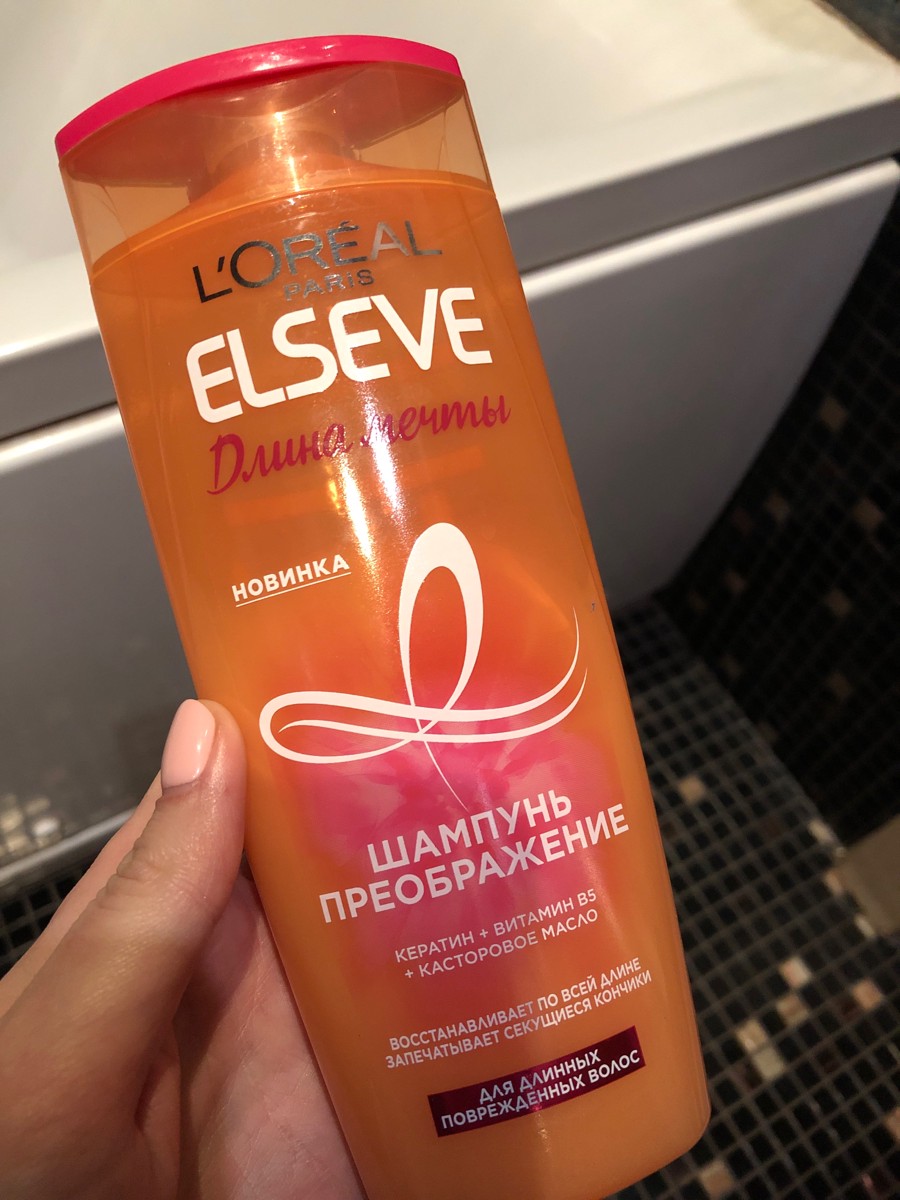 L'ORÉAL
PARIS
ELSEVE
Длина мечты
НОВИНКА
ШАМПУНЬ
ПРЕОБРАЖЕНИЕ
КЕРАТИН + ВИТАМИН B5
+ КАСТОРОВОЕ МАСЛО
ВОССТАНАВЛИВАЕТ ПО ВСЕЙ ДЛИНЕ
ЗАПЕЧАТЫВАЕТ СЕКУЩИЕСЯ КОНЧИКИ
ДЛЯ ДЛИННЫХ
ПОВРЕЖДЕННЫХ ВОЛОС